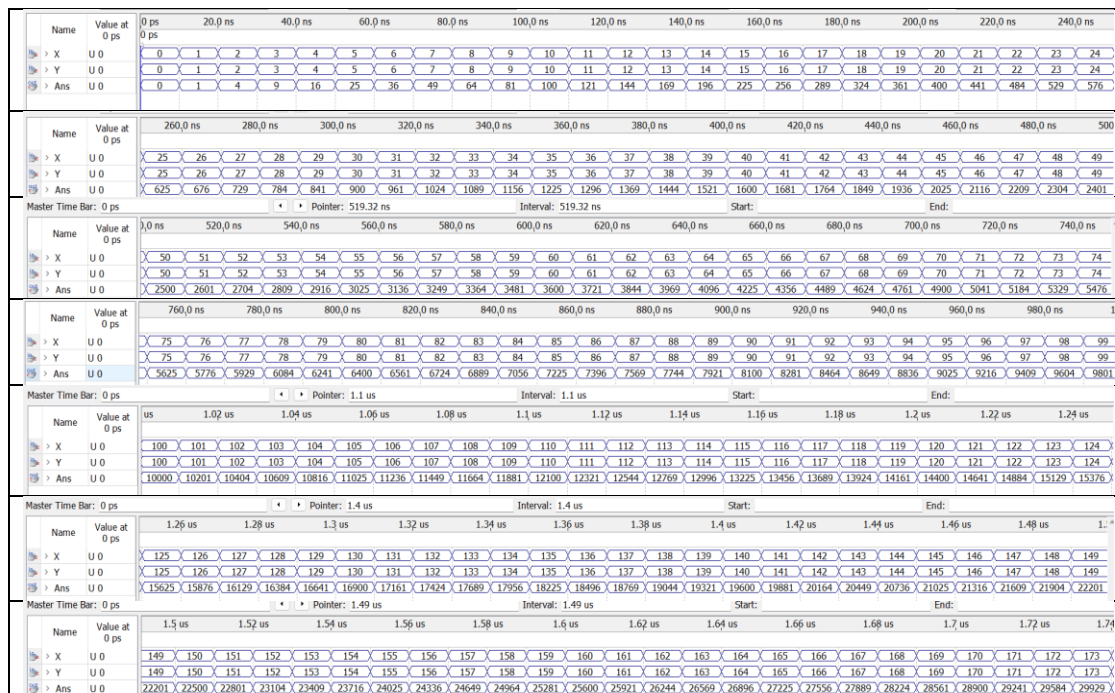 Name Value at 0 ps 0 ps 20.0 ns 40.0 ns 60.0 ns 80.0 ns 100.0 ns 120.0 ns 140.0 ns 160.0 ns 180.0 ns 200.0 ns 220.0 ns 240.0 ns
0 ps
> X U 0 0 1 2 3 4 5 6 7 8 9 10 11 12 13 14 15 16 17 18 19 20 21 22 23 24
> Y U 0 0 1 2 3 4 5 6 7 8 9 10 11 12 13 14 15 16 17 18 19 20 21 22 23 24
> Ans U 0 0 1 4 9 16 25 36 49 64 81 100 121 144 169 196 225 256 289 324 361 400 441 484 529 576
Name Value at 0 ps 260.0 ns 280.0 ns 300.0 ns 320.0 ns 340.0 ns 360.0 ns 380.0 ns 400.0 ns 420.0 ns 440.0 ns 460.0 ns 480.0 ns 500
> X U 0 25 26 27 28 29 30 31 32 33 34 35 36 37 38 39 40 41 42 43 44 45 46 47 48 49
> Y U 0 25 26 27 28 29 30 31 32 33 34 35 36 37 38 39 40 41 42 43 44 45 46 47 48 49
> Ans U 0 625 676 729 784 841 900 961 1024 1089 1156 1225 1296 1369 1444 1521 1600 1681 1764 1849 1936 2025 2116 2209 2304 2401
Master Time Bar: 0 ps Pointer: 519.32 ns Interval: 519.32 ns Start: End:
Name Value at 0 ps ),0 ns 520.0 ns 540.0 ns 560.0 ns 580.0 ns 600.0 ns 620.0 ns 640.0 ns 660.0 ns 680.0 ns 700.0 ns 720.0 ns 740.0 ns
> X U 0 50 51 52 53 54 55 56 57 58 59 60 61 62 63 64 65 66 67 68 69 70 71 72 73 74
> Y U 0 50 51 52 53 54 55 56 57 58 59 60 61 62 63 64 65 66 67 68 69 70 71 72 73 74
> Ans U 0 2500 2601 2704 2809 2916 3025 3136 3249 3364 3481 3600 3721 3844 3969 4096 4225 4356 4489 4624 4761 4900 5041 5184 5329 5476
Name Value at 0 ps 760.0 ns 780.0 ns 800.0 ns 820.0 ns 840.0 ns 860.0 ns 880.0 ns 900.0 ns 920.0 ns 940.0 ns 960.0 ns 980.0 ns 1
> X U 0 75 76 77 78 79 80 81 82 83 84 85 86 87 88 89 90 91 92 93 94 95 96 97 98 99
> Y U 0 75 76 77 78 79 80 81 82 83 84 85 86 87 88 89 90 91 92 93 94 95 96 97 98 99
> Ans U 0 5625 5776 5929 6084 6241 6400 6561 6724 6889 7056 7225 7396 7569 7744 7921 8100 8281 8464 8649 8836 9025 9216 9409 9604 9801
Master Time Bar: 0 ps Pointer: 1.1 us Interval: 1.1 us Start: End:
Name Value at 0 ps us 1.02 us 1.04 us 1.06 us 1.08 us 1.1 us 1.12 us 1.14 us 1.16 us 1.18 us 1.2 us 1.22 us 1.24 us
> X U 0 100 101 102 103 104 105 106 107 108 109 110 111 112 113 114 115 116 117 118 119 120 121 122 123 124
> Y U 0 100 101 102 103 104 105 106 107 108 109 110 111 112 113 114 115 116 117 118 119 120 121 122 123 124
> Ans U 0 10000 10201 10404 10609 10816 11025 11236 11449 11664 11881 12100 12321 12544 12769 12996 13225 13456 13689 13924 14161 14400 14641 14884 15129 15376
Master Time Bar: 0 ps Pointer: 1.4 us Interval: 1.4 us Start: End:
Name Value at 0 ps 1.26 us 1.28 us 1.3 us 1.32 us 1.34 us 1.36 us 1.38 us 1.4 us 1.42 us 1.44 us 1.46 us 1.48 us 1.
> X U 0 125 126 127 128 129 130 131 132 133 134 135 136 137 138 139 140 141 142 143 144 145 146 147 148 149
> Y U 0 125 126 127 128 129 130 131 132 133 134 135 136 137 138 139 140 141 142 143 144 145 146 147 148 149
> Ans U 0 15625 15876 16129 16384 16641 16900 17161 17424 17689 17956 18225 18496 18769 19044 19321 19600 19881 20164 20449 20736 21025 21316 21609 21904 22201
Master Time Bar: 0 ps Pointer: 1.49 us Interval: 1.49 us Start: End:
Name Value at 0 ps 1.5 us 1.52 us 1.54 us 1.56 us 1.58 us 1.6 us 1.62 us 1.64 us 1.66 us 1.68 us 1.7 us 1.72 us 1.74
> X U 0 149 150 151 152 153 154 155 156 157 158 159 160 161 162 163 164 165 166 167 168 169 170 171 172 173
> Y U 0 149 150 151 152 153 154 155 156 157 158 159 160 161 162 163 164 165 166 167 168 169 170 171 172 173
> Ans U 0 22201 22500 22801 23104 23409 23716 24025 24336 24649 24964 25281 25600 25921 26244 26569 26896 27225 27556 27889 28224 28561 28900 29241 29584 29929